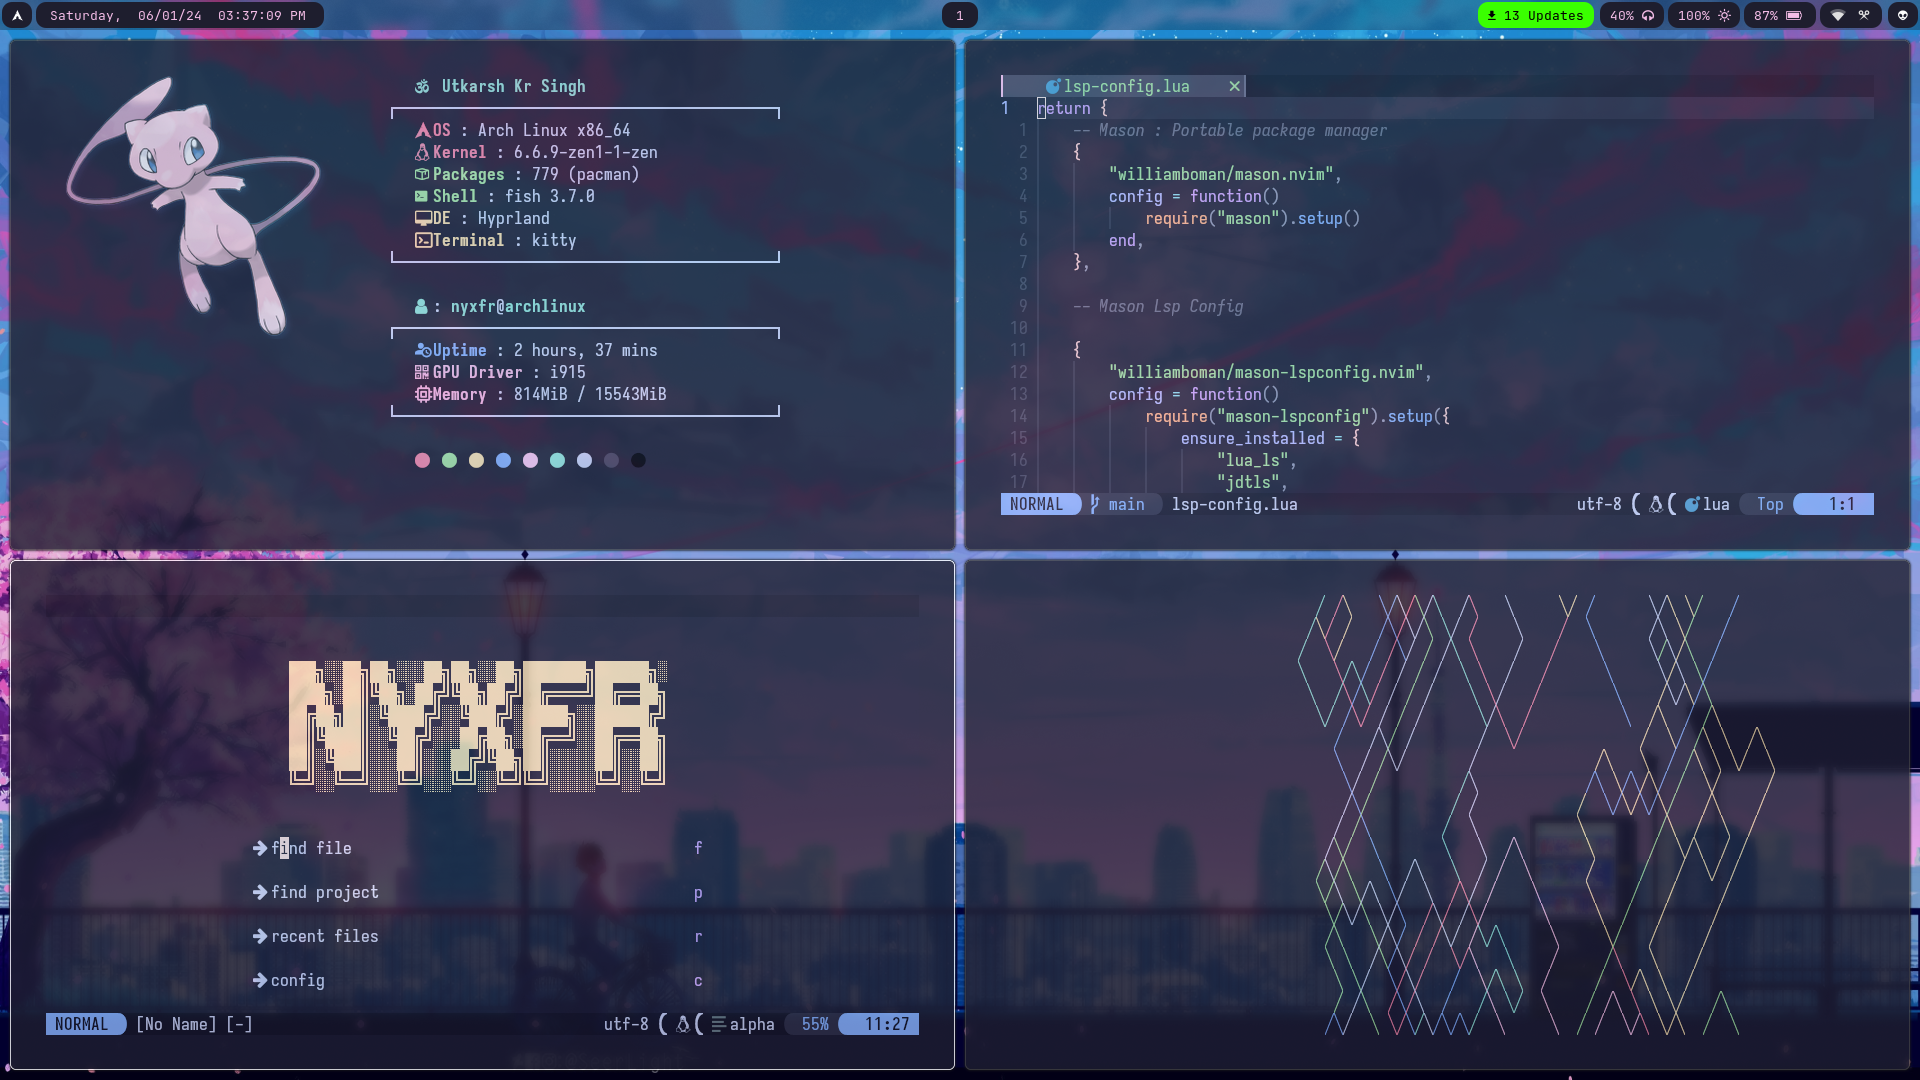 Saturday, 06/01/24 03:37:09 PM
1
13 Updates
40%
100%
87%
ॐ Utkarsh Kr Singh
OS : Arch Linux x86_64
Kernel : 6.6.9-zen1-1-zen
Packages : 779 (pacman)
Shell : fish 3.7.0
DE : Hyprland
Terminal : kitty
: nyxfr@archlinux
Uptime : 2 hours, 37 mins
GPU Driver : i915
Memory : 814MiB / 15543MiB
lsp-config.lua ✕
1 return {
1 -- Mason : Portable package manager
2 {
3 "williamboman/mason.nvim",
4 config = function()
5 require("mason").setup()
6 end,
7 },
8
9 -- Mason Lsp Config
10
11 {
12 "williamboman/mason-lspconfig.nvim",
13 config = function()
14 require("mason-lspconfig").setup({
15 ensure_installed = {
16 "lua_ls",
17 "jdtls",
NORMAL main lsp-config.lua utf-8 ( ( lua Top 1:1
NYXFR
find file f
find project p
recent files r
config c
NORMAL [No Name] [-] utf-8 ( ( alpha 55% 11:27